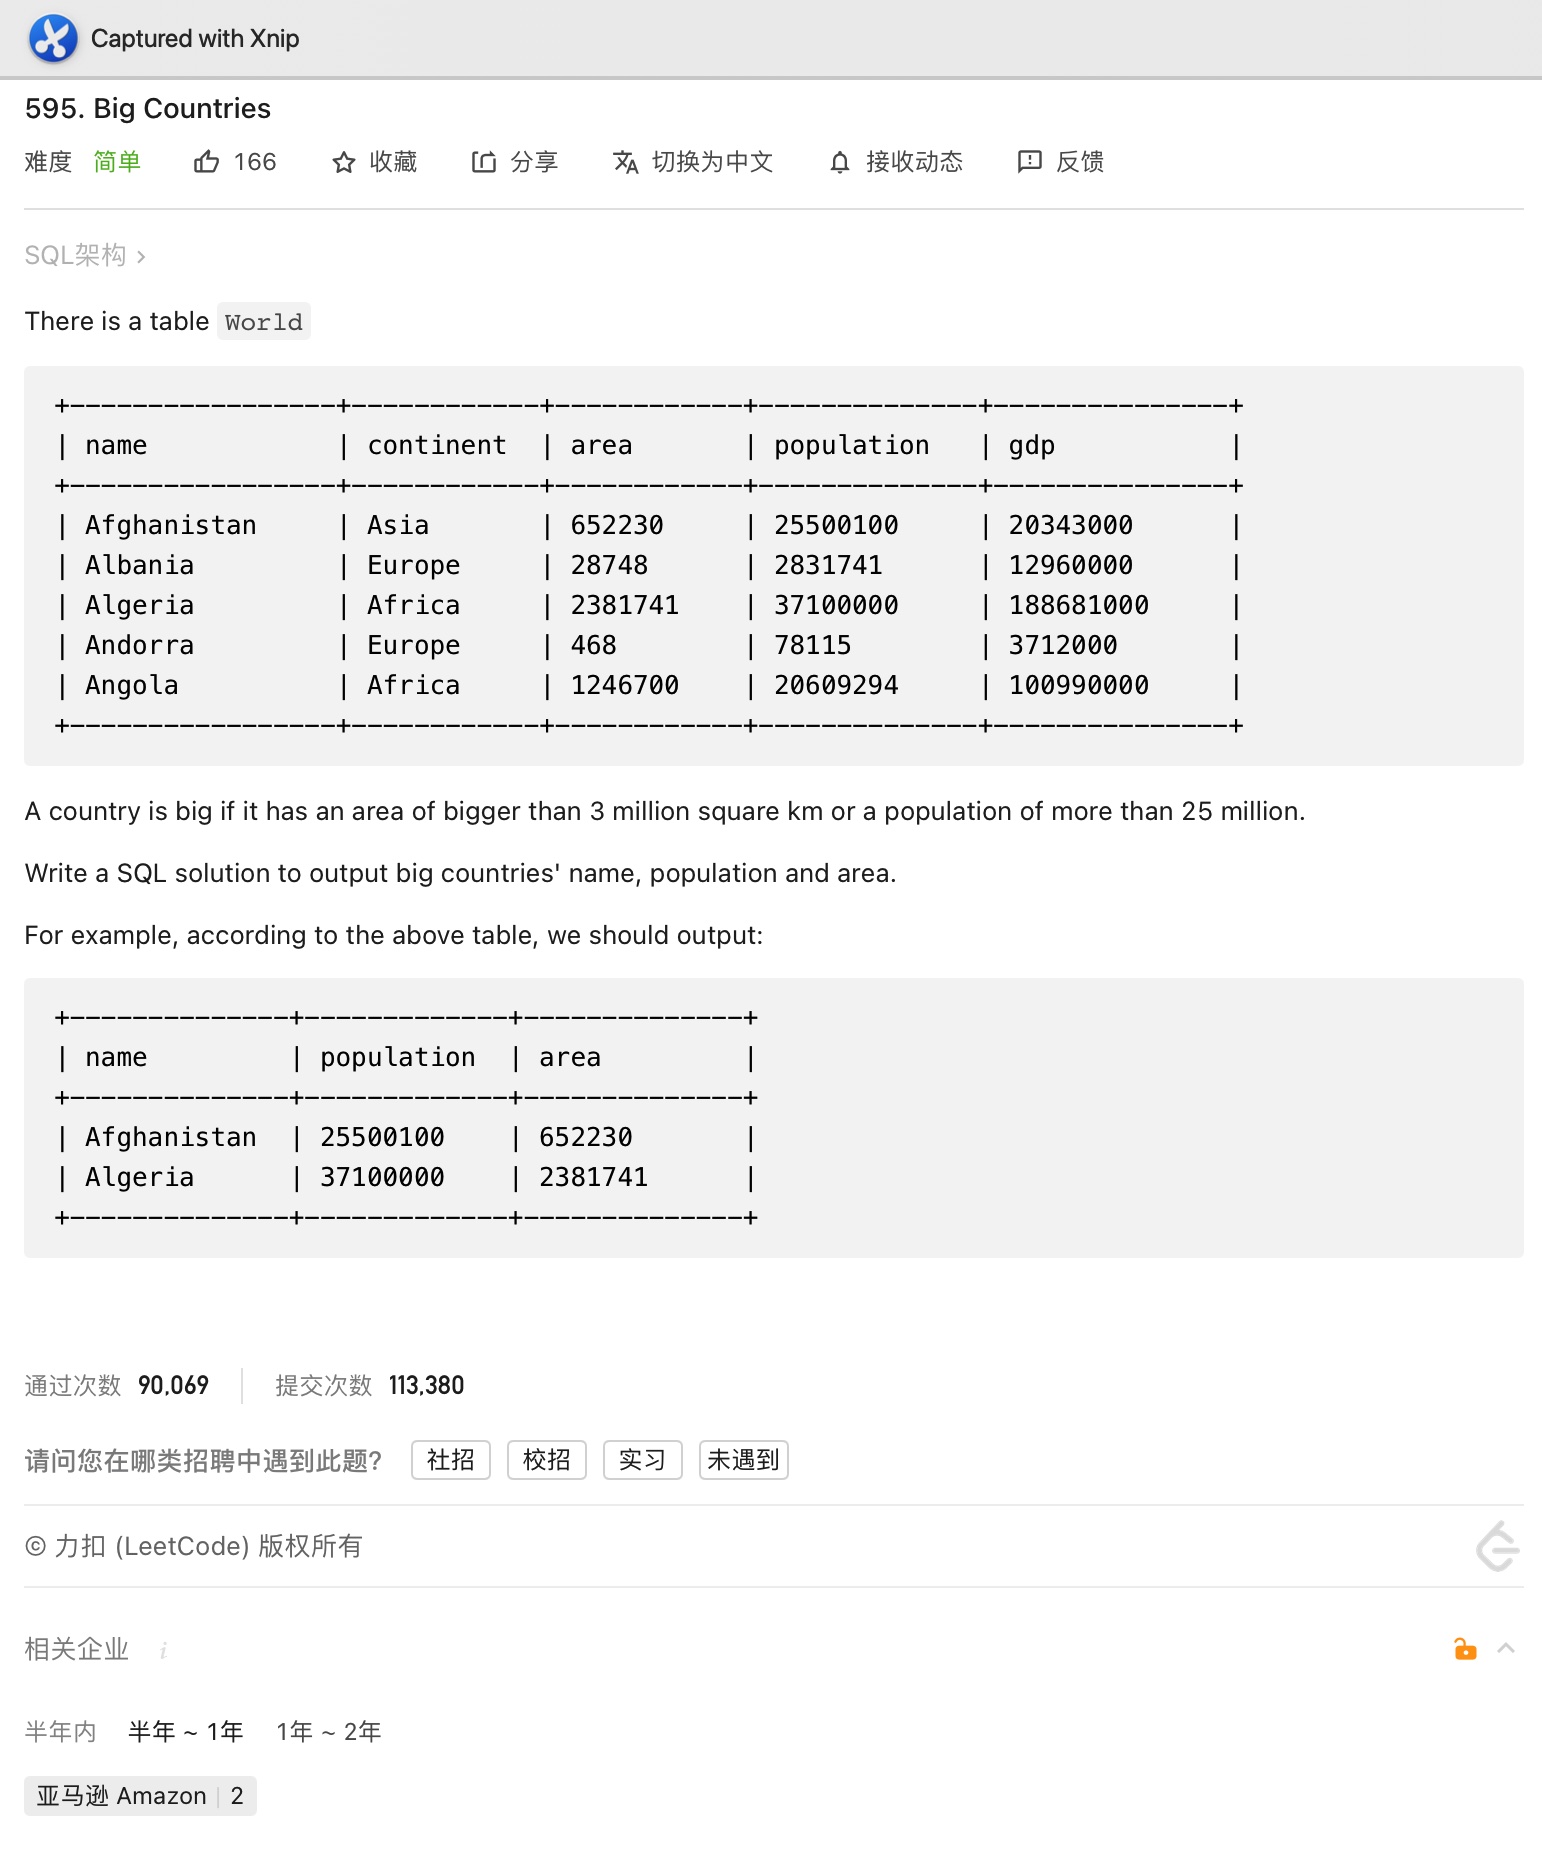 Captured with Xnip
595. Big Countries
难度 简单 166 收藏 分享 切换为中文 接收动态 反馈
SQL架构 >
There is a table World
+-----------------+------------+------------+--------------+---------------+
| name            | continent  | area       | population   | gdp           |
+-----------------+------------+------------+--------------+---------------+
| Afghanistan     | Asia       | 652230     | 25500100     | 20343000      |
| Albania         | Europe     | 28748      | 2831741      | 12960000      |
| Algeria         | Africa     | 2381741    | 37100000     | 188681000     |
| Andorra         | Europe     | 468        | 78115        | 3712000       |
| Angola          | Africa     | 1246700    | 20609294     | 100990000     |
+-----------------+------------+------------+--------------+---------------+
A country is big if it has an area of bigger than 3 million square km or a population of more than 25 million.
Write a SQL solution to output big countries' name, population and area.
For example, according to the above table, we should output:
+--------------+-------------+--------------+
| name         | population  | area         |
+--------------+-------------+--------------+
| Afghanistan  | 25500100    | 652230       |
| Algeria      | 37100000    | 2381741      |
+--------------+-------------+--------------+
通过次数 90,069 提交次数 113,380
请问您在哪类招聘中遇到此题? 社招 校招 实习 未遇到
© 力扣 (LeetCode) 版权所有
相关企业 i
半年内 半年 ~ 1年 1年 ~ 2年
亚马逊 Amazon | 2